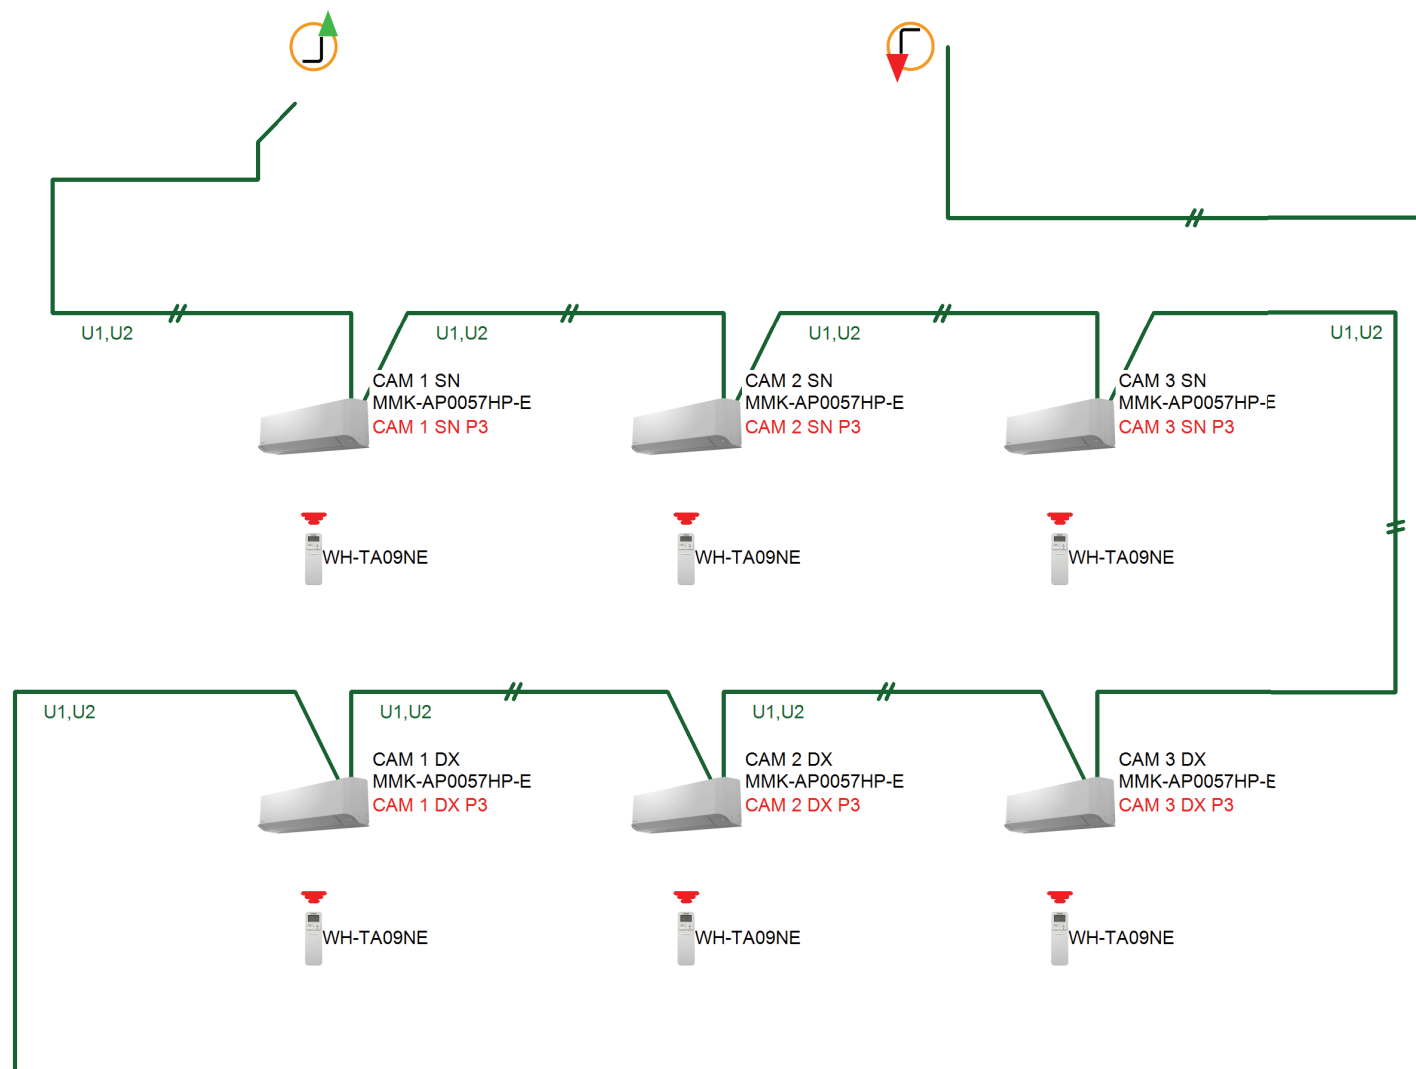 U1,U2
U1,U2
U1,U2
U1,U2
CAM 1 SN
MMK-AP0057HP-E
CAM 1 SN P3
CAM 2 SN
MMK-AP0057HP-E
CAM 2 SN P3
CAM 3 SN
MMK-AP0057HP-E
CAM 3 SN P3
WH-TA09NE
WH-TA09NE
WH-TA09NE
U1,U2
U1,U2
U1,U2
CAM 1 DX
MMK-AP0057HP-E
CAM 1 DX P3
CAM 2 DX
MMK-AP0057HP-E
CAM 2 DX P3
CAM 3 DX
MMK-AP0057HP-E
CAM 3 DX P3
WH-TA09NE
WH-TA09NE
WH-TA09NE